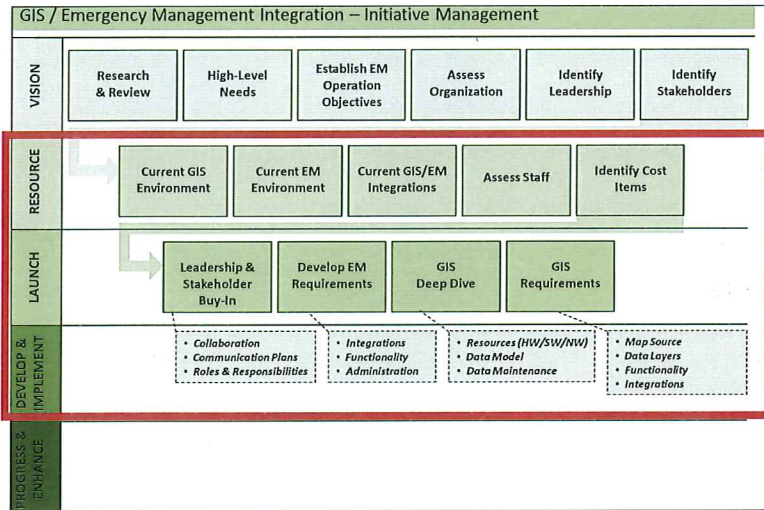 GIS / Emergency Management Integration – Initiative Management
VISION
Research
& Review
High-Level
Needs
Establish EM
Operation
Objectives
Assess
Organization
Identify
Leadership
Identify
Stakeholders
RESOURCE
Current GIS
Environment
Current EM
Environment
Current GIS/EM
Integrations
Assess Staff
Identify Cost
Items
LAUNCH
Leadership &
Stakeholder
Buy-In
Develop EM
Requirements
GIS
Deep Dive
GIS
Requirements
DEVELOP &
IMPLEMENT
• Collaboration
• Communication Plans
• Roles & Responsibilities
• Integrations
• Functionality
• Administration
• Resources (HW/SW/NW)
• Data Model
• Data Maintenance
• Map Source
• Data Layers
• Functionality
• Integrations
PROGRESS &
ENHANCE